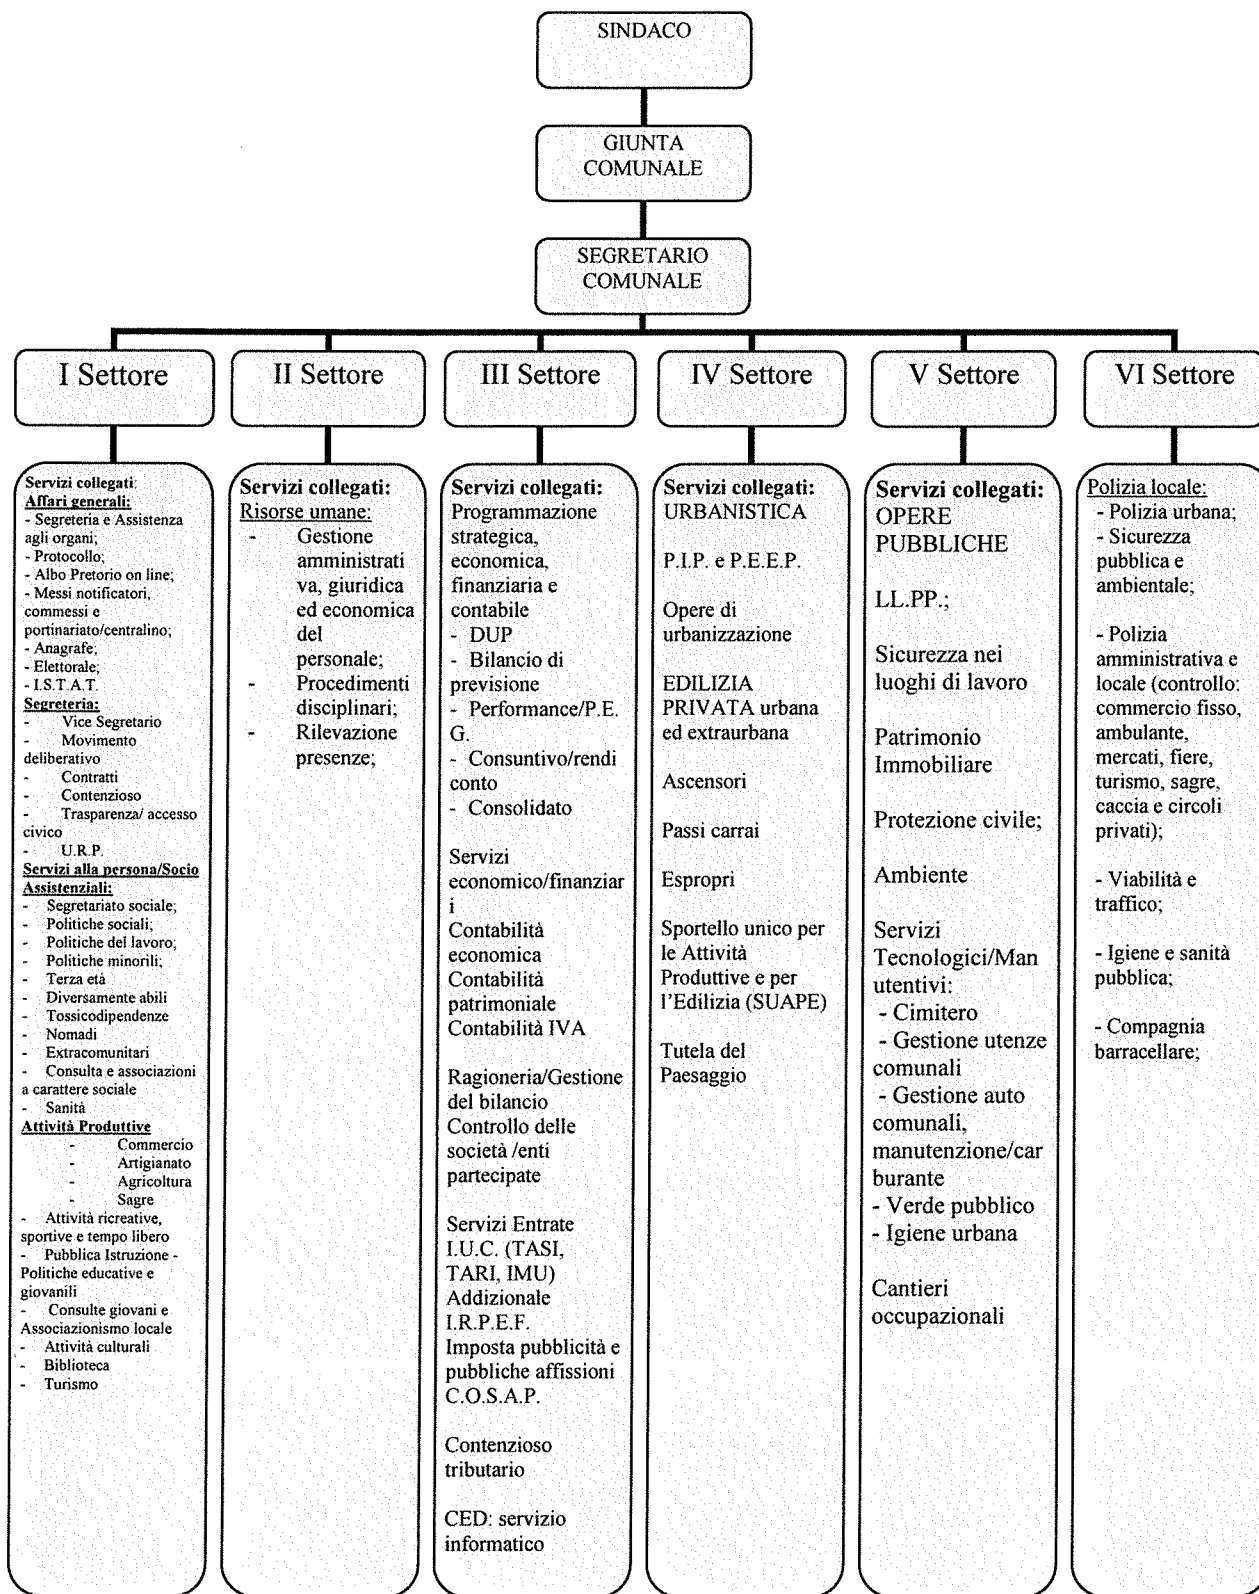 SINDACO
GIUNTA
COMUNALE
SEGRETARIO
COMUNALE
I Settore
II Settore
III Settore
IV Settore
V Settore
VI Settore
Servizi collegati:
Affari generali:
- Segreteria e Assistenza
agli organi;
- Protocollo;
- Albo Pretorio on line;
- Messi notificatori,
commessi e
portinariato/centralino;
- Anagrafe;
- Elettorale;
- I.S.T.A.T.
Segreteria:
- Vice Segretario
- Movimento
deliberativo
- Contratti
- Contenzioso
- Trasparenza/ accesso
civico
- U.R.P.
Servizi alla persona/Socio
Assistenziali:
- Segretariato sociale;
- Politiche sociali;
- Politiche del lavoro;
- Politiche minorili;
- Terza età
- Diversamente abili
- Tossicodipendenze
- Nomadi
- Extracomunitari
- Consulta e associazioni
a carattere sociale
- Sanità
Attività Produttive
- Commercio
- Artigianato
- Agricoltura
- Sagre
- Attività ricreative,
sportive e tempo libero
- Pubblica Istruzione -
Politiche educative e
giovanili
- Consulte giovani e
Associazionismo locale
- Attività culturali
- Biblioteca
- Turismo
Servizi collegati:
Risorse umane:
- Gestione
amministrati
va, giuridica
ed economica
del
personale;
- Procedimenti
disciplinari;
- Rilevazione
presenze;
Servizi collegati:
Programmazione
strategica,
economica,
finanziaria e
contabile
- DUP
- Bilancio di
previsione
- Performance/P.E.
G.
- Consuntivo/rendi
conto
- Consolidato
Servizi
economico/finanziar
i
Contabilità
economica
Contabilità
patrimoniale
Contabilità IVA
Ragioneria/Gestione
del bilancio
Controllo delle
società /enti
partecipate
Servizi Entrate
I.U.C. (TASI,
TARI, IMU)
Addizionale
I.R.P.E.F.
Imposta pubblicità e
pubbliche affissioni
C.O.S.A.P.
Contenzioso
tributario
CED: servizio
informatico
Servizi collegati:
URBANISTICA
P.I.P. e P.E.E.P.
Opere di
urbanizzazione
EDILIZIA
PRIVATA urbana
ed extraurbana
Ascensori
Passi carrai
Espropri
Sportello unico per
le Attività
Produttive e per
l'Edilizia (SUAPE)
Tutela del
Paesaggio
Servizi collegati:
OPERE
PUBBLICHE
LL.PP.;
Sicurezza nei
luoghi di lavoro
Patrimonio
Immobiliare
Protezione civile;
Ambiente
Servizi
Tecnologici/Man
utentivi:
- Cimitero
- Gestione utenze
comunali
- Gestione auto
comunali,
manutenzione/car
burante
- Verde pubblico
- Igiene urbana
Cantieri
occupazionali
Polizia locale:
- Polizia urbana;
- Sicurezza
pubblica e
ambientale;
- Polizia
amministrativa e
locale (controllo:
commercio fisso,
ambulante,
mercati, fiere,
turismo, sagre,
caccia e circoli
privati);
- Viabilità e
traffico;
- Igiene e sanità
pubblica;
- Compagnia
barracellare;